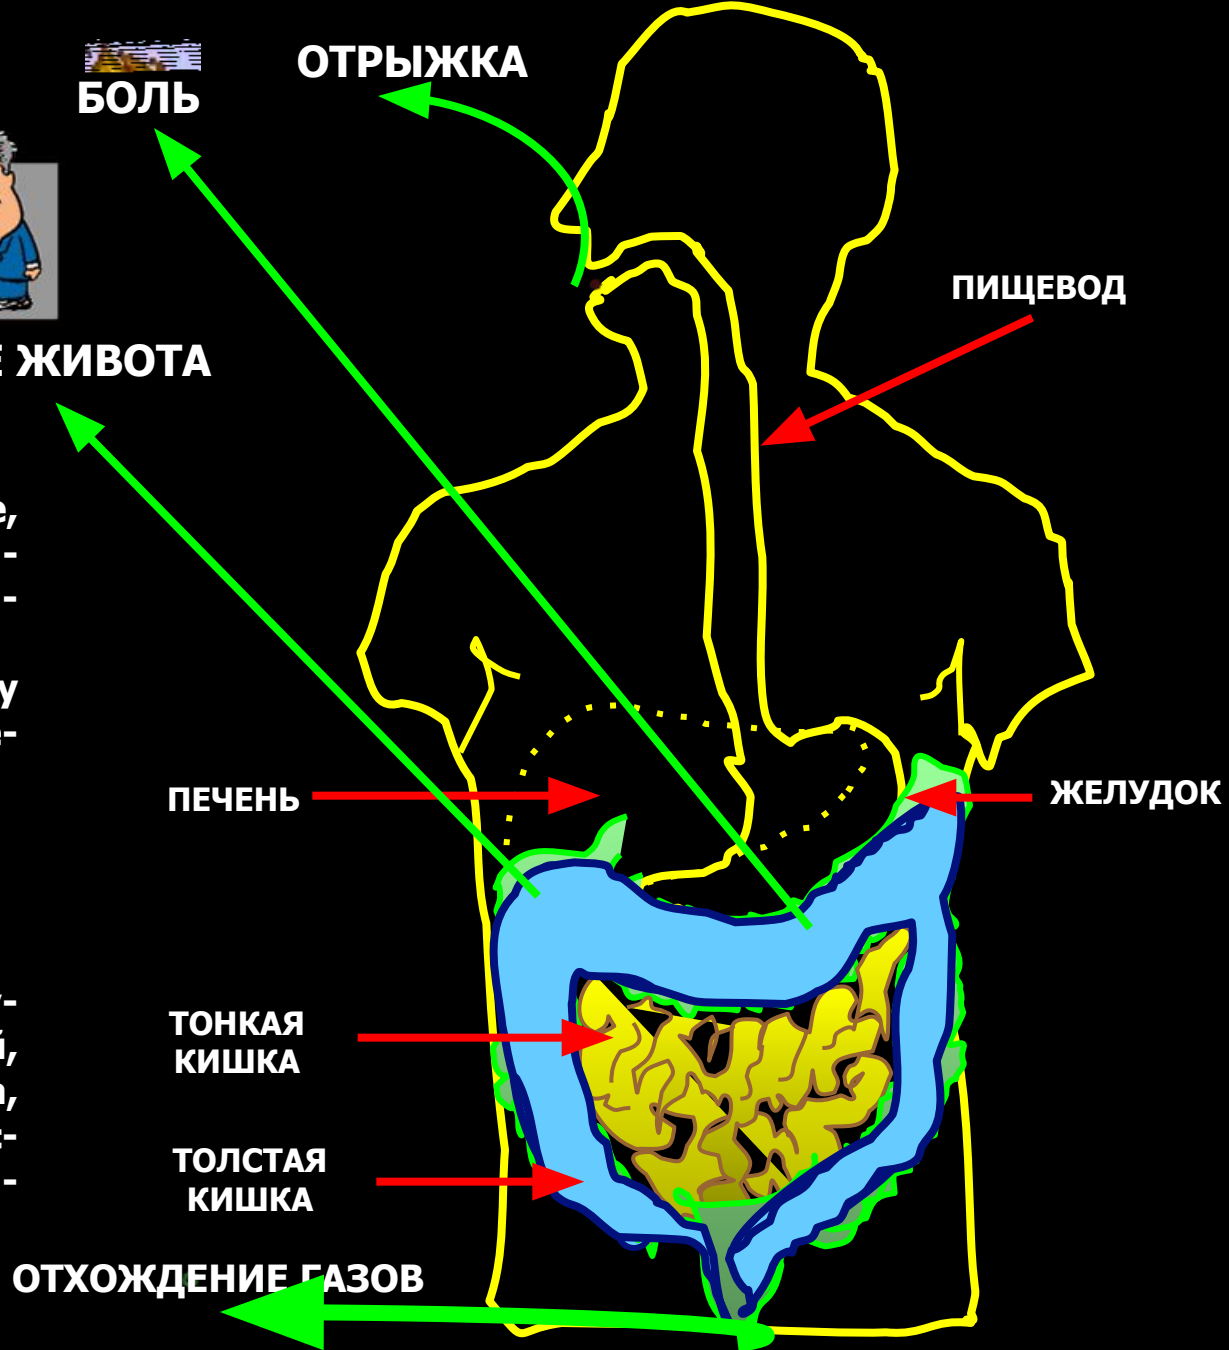 ОТРЫЖКА
БОЛЬ
ПИЩЕВОД
ЖИВОТА
ПЕЧЕНЬ
ЖЕЛУДОК
ТОНКАЯ
КИШКА
ТОЛСТАЯ
КИШКА
ОТХОЖДЕНИЕ ГАЗОВ